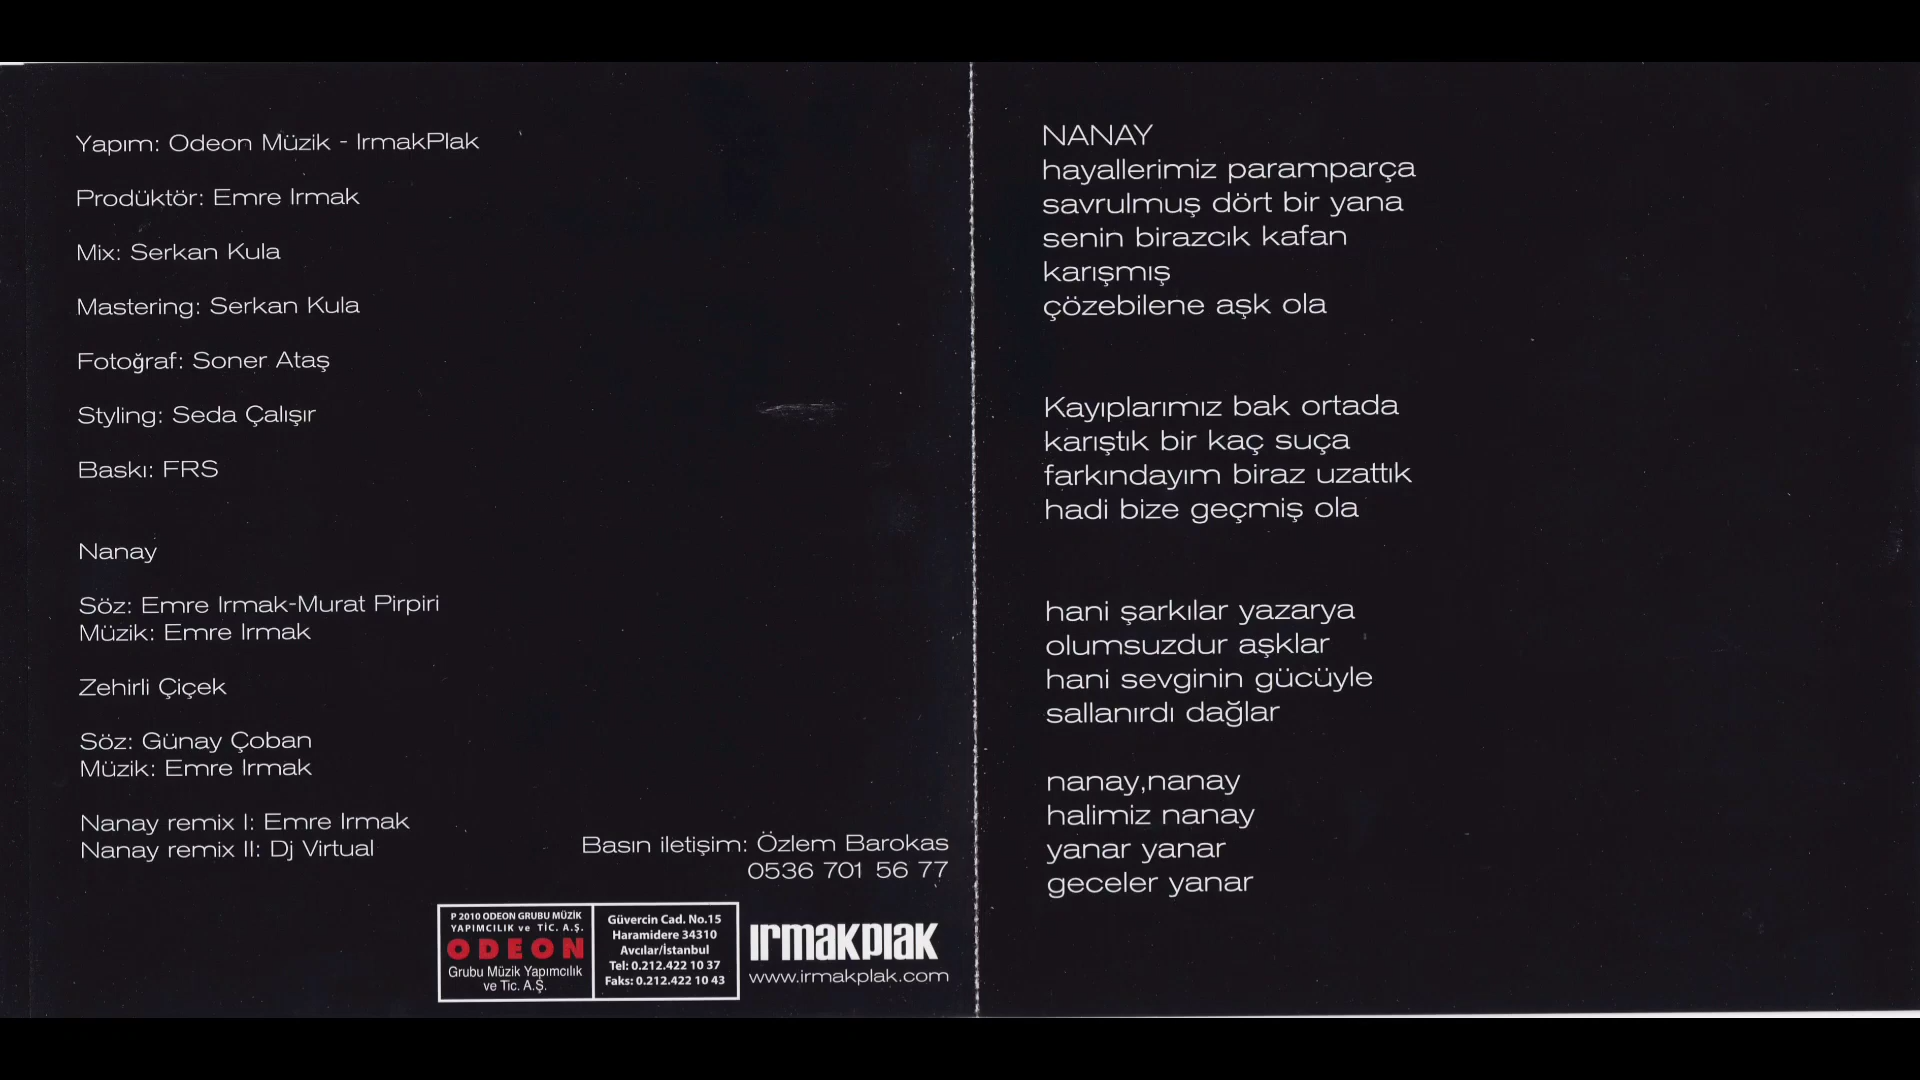 Yapım: Odeon Müzik - IrmakPlak
Prodüktör: Emre Irmak
Mix: Serkan Kula
Mastering: Serkan Kula
Fotoğraf: Soner Ataş
Styling: Seda Çalışır
Baskı: FRS
Nanay
Söz: Emre Irmak-Murat Pirpiri
Müzik: Emre Irmak
Zehirli Çiçek
Söz: Günay Çoban
Müzik: Emre Irmak
Nanay remix I: Emre Irmak
Nanay remix II: Dj Virtual
Basın iletişim: Özlem Barokas
0536 701 56 77
P 2010 ODEON GRUBU MÜZİK
YAPIMCILIK ve TİC. A.Ş.
ODEON
Grubu Müzik Yapımcılık
ve Tic. A.Ş.
Güvercin Cad. No.15
Haramidere 34310
Avcılar/İstanbul
Tel: 0.212.422 10 37
Faks: 0.212.422 10 43
ırmakplak
www.irmakplak.com
NANAY
hayallerimiz paramparça
savrulmuş dört bir yana
senin birazcık kafan
karışmış
çözebilene aşk ola
Kayıplarımız bak ortada
karıştık bir kaç suça
farkındayım biraz uzattık
hadi bize geçmiş ola
hani şarkılar yazarya
olumsuzdur aşklar
hani sevginin gücüyle
sallanırdı dağlar
nanay,nanay
halimiz nanay
yanar yanar
geceler yanar